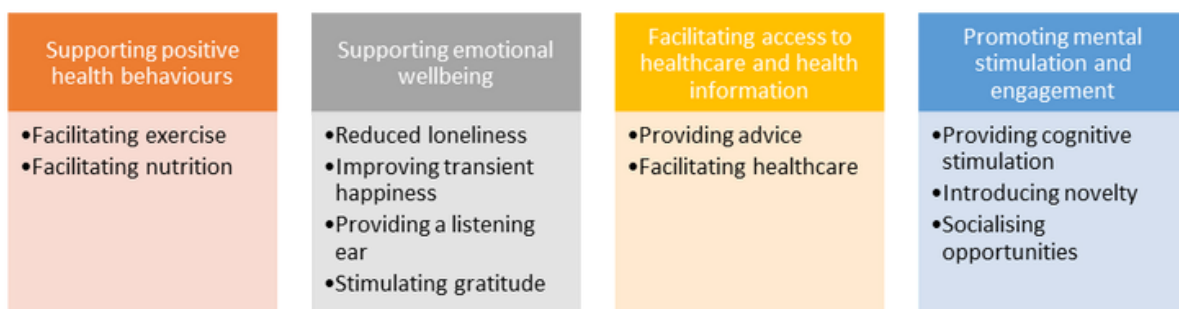 Supporting positive
health behaviours
•Facilitating exercise
•Facilitating nutrition
Supporting emotional
wellbeing
•Reduced loneliness
•Improving transient
happiness
•Providing a listening
ear
•Stimulating gratitude
Facilitating access to
healthcare and health
information
•Providing advice
•Facilitating healthcare
Promoting mental
stimulation and
engagement
•Providing cognitive
stimulation
•Introducing novelty
•Socialising
opportunities